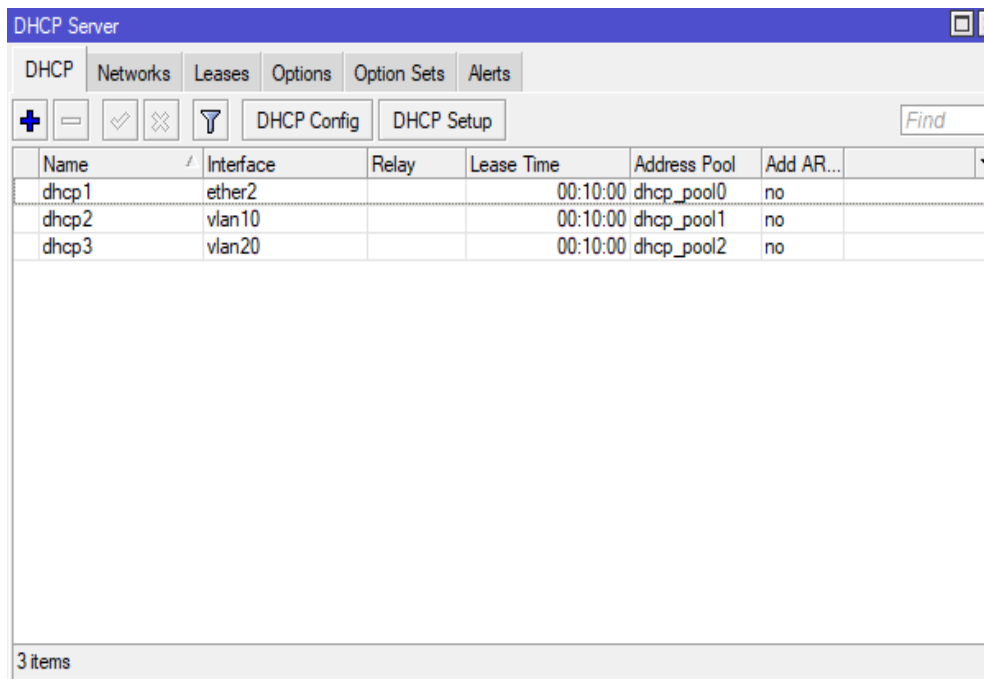 DHCP Server
DHCP Networks Leases Options Option Sets Alerts
DHCP Config DHCP Setup Find
Name Interface Relay Lease Time Address Pool Add AR...
dhcp1 ether2 00:10:00 dhcp_pool0 no
dhcp2 vlan10 00:10:00 dhcp_pool1 no
dhcp3 vlan20 00:10:00 dhcp_pool2 no
3 items